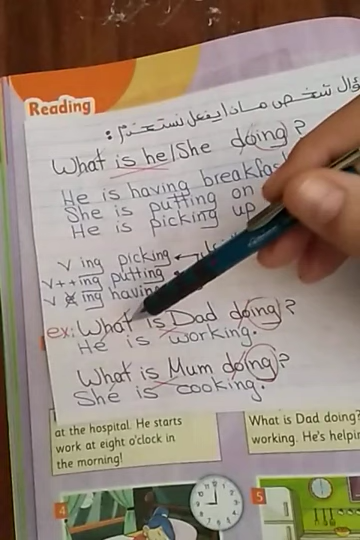 Reading
سؤال شخص ماذا يفعل نستخدم :
What is he/She doing ?
He is having breakfast
She is putting on
He is picking up
V ing picking
V++ing putting
V e ing having
ex: What is Dad doing ?
He is working.
What is Mum doing ?
She is cooking.
at the hospital. He starts
work at eight o'clock in
the morning!
What is Dad doing?
working. He's
4
5